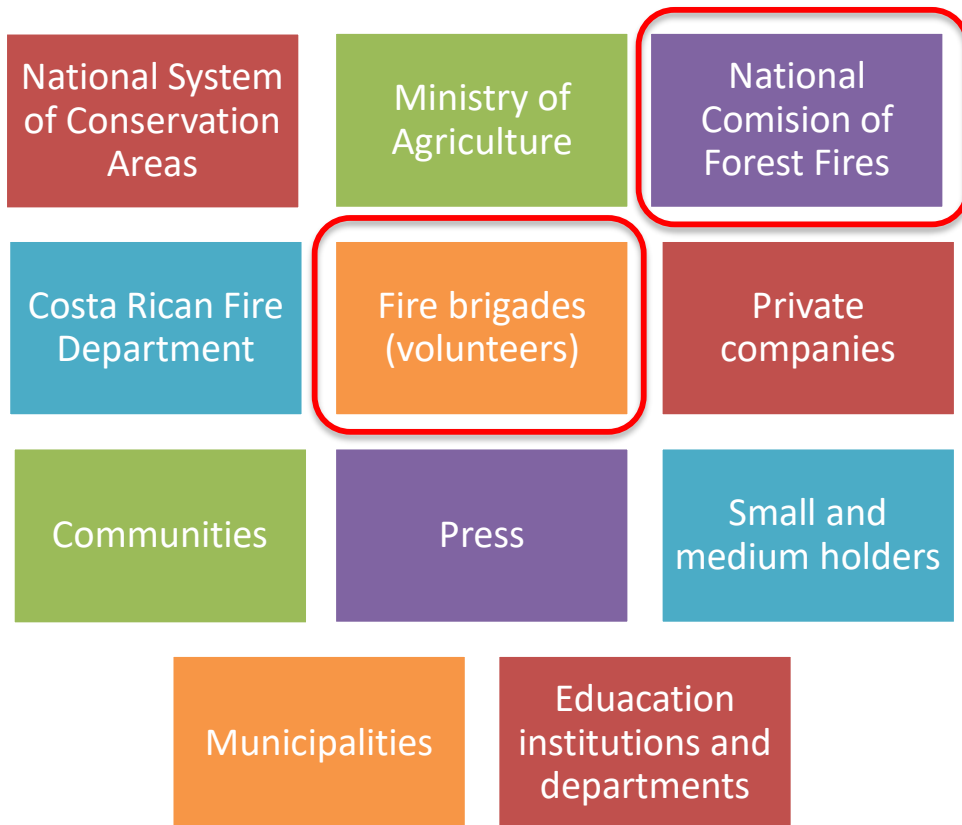 National System
of Conservation
Areas
Ministry of
Agriculture
National
Comision of
Forest Fires
Costa Rican Fire
Department
Fire brigades
(volunteers)
Private
companies
Communities
Press
Small and
medium holders
Municipalities
Eduacation
institutions and
departments